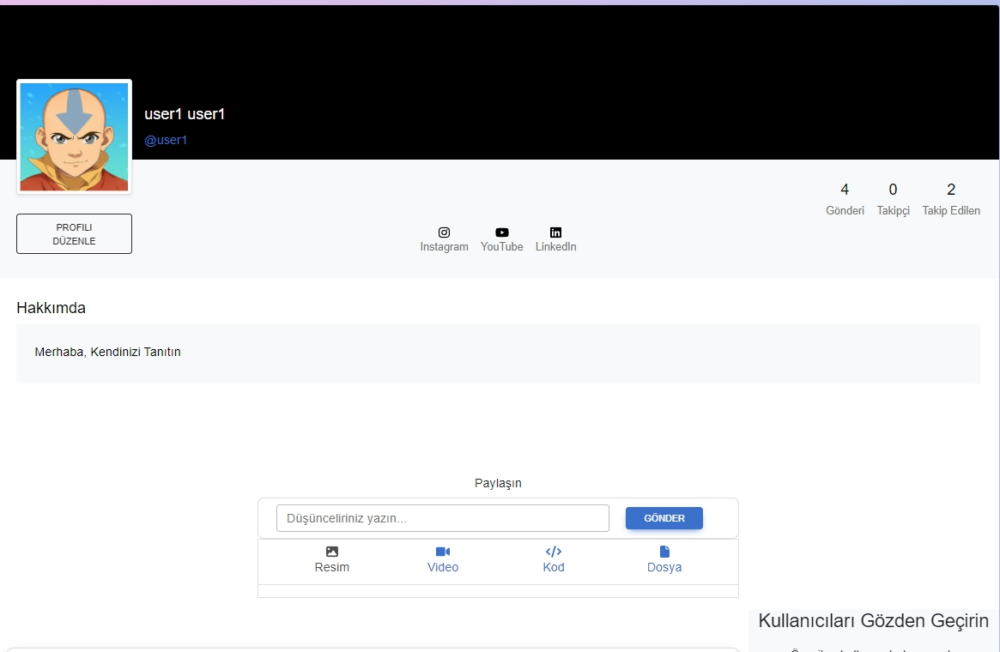 user1 user1
@user1
4
Gönderi
0
Takipçi
2
Takip Edilen
PROFILI
DÜZENLE
Instagram
YouTube
LinkedIn
Hakkımda
Merhaba, Kendinizi Tanıtın
Paylaşın
Düşünceliriniz yazın...
GÖNDER
Resim
Video
Kod
Dosya
Kullanıcıları Gözden Geçirin